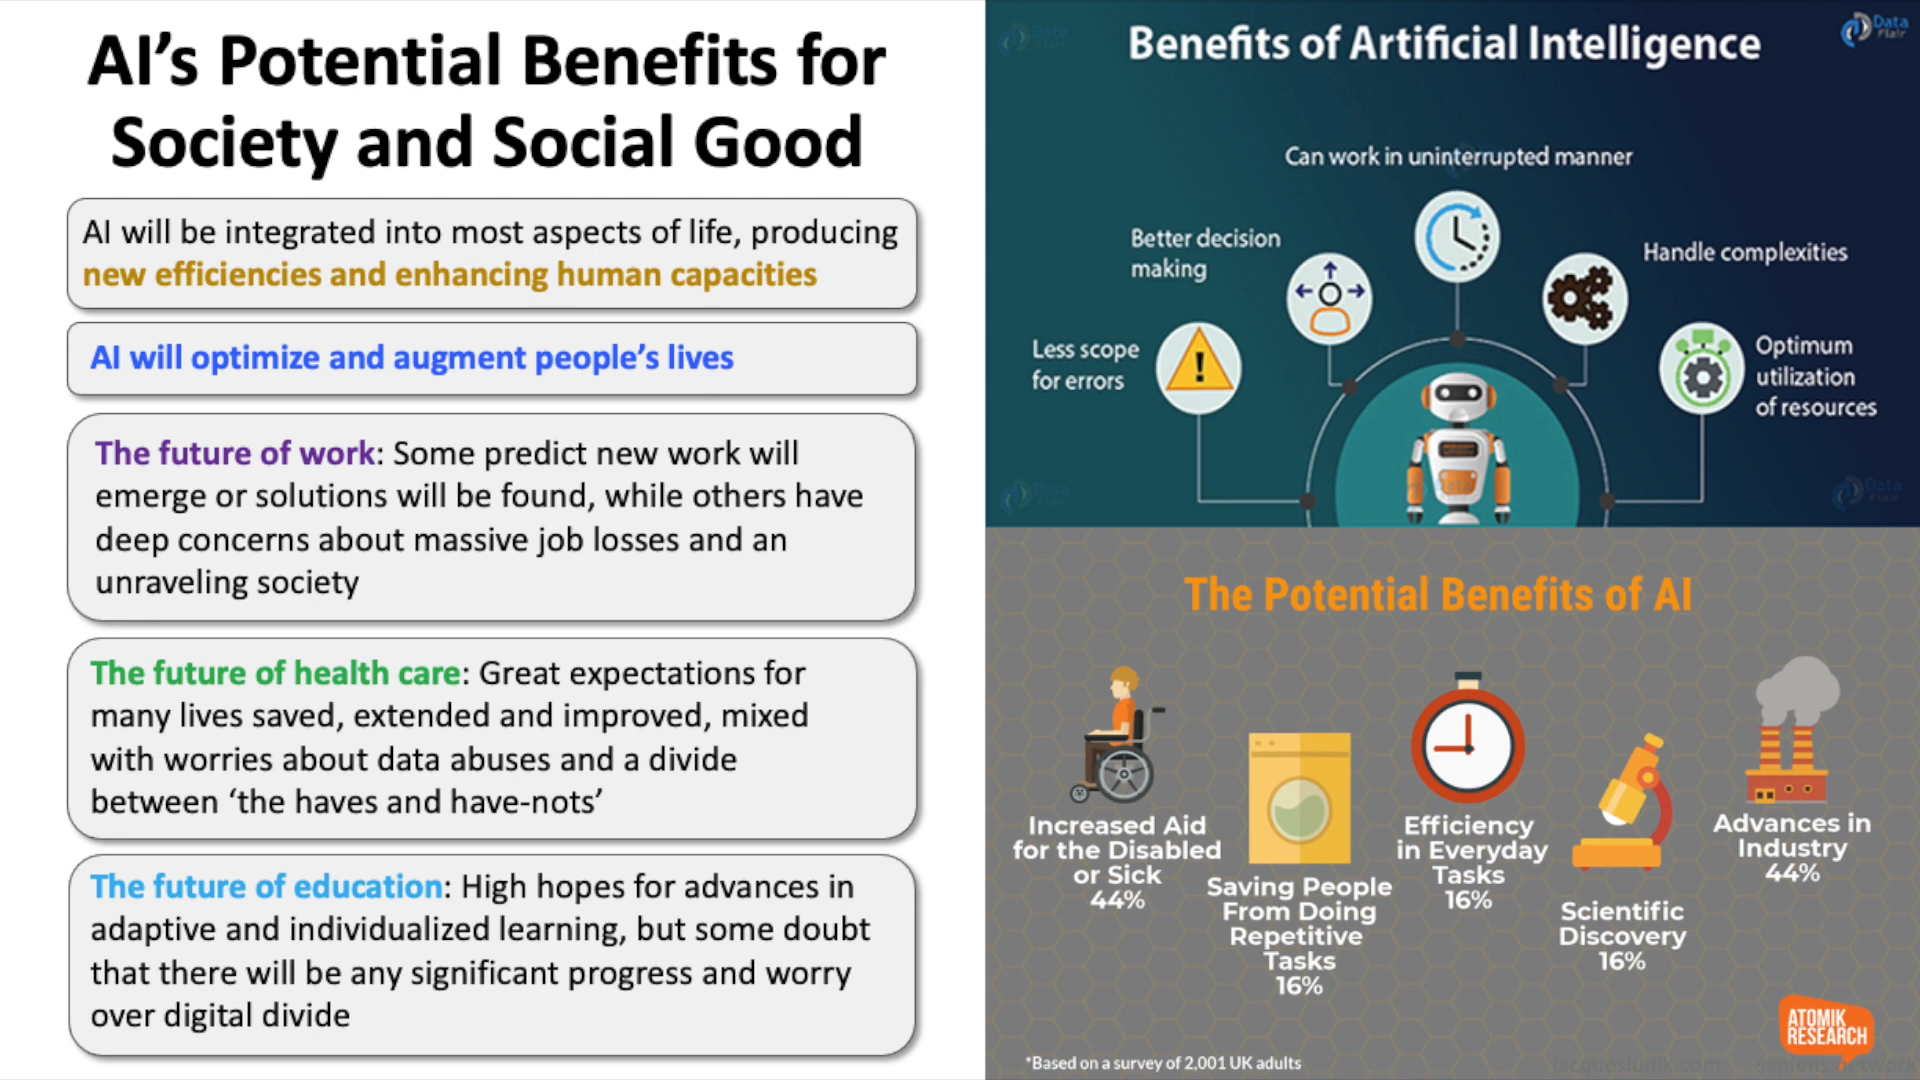 AI’s Potential Benefits for
Society and Social Good
AI will be integrated into most aspects of life, producing
new efficiencies and enhancing human capacities
AI will optimize and augment people’s lives
The future of work: Some predict new work will
emerge or solutions will be found, while others have
deep concerns about massive job losses and an
unraveling society
The future of health care: Great expectations for
many lives saved, extended and improved, mixed
with worries about data abuses and a divide
between ‘the haves and have-nots’
The future of education: High hopes for advances in
adaptive and individualized learning, but some doubt
that there will be any significant progress and worry
over digital divide
Benefits of Artificial Intelligence
Data
Flair
Data
Flair
Can work in uninterrupted manner
Better decision
making
Handle complexities
Less scope
for errors
Optimum
utilization
of resources
Data
Flair
Data
Flair
The Potential Benefits of AI
Increased Aid
for the Disabled
or Sick
44%
Saving People
From Doing
Repetitive
Tasks
16%
Efficiency
in Everyday
Tasks
16%
Scientific
Discovery
16%
Advances in
Industry
44%
ATOMIK
RESEARCH
*Based on a survey of 2,001 UK adults